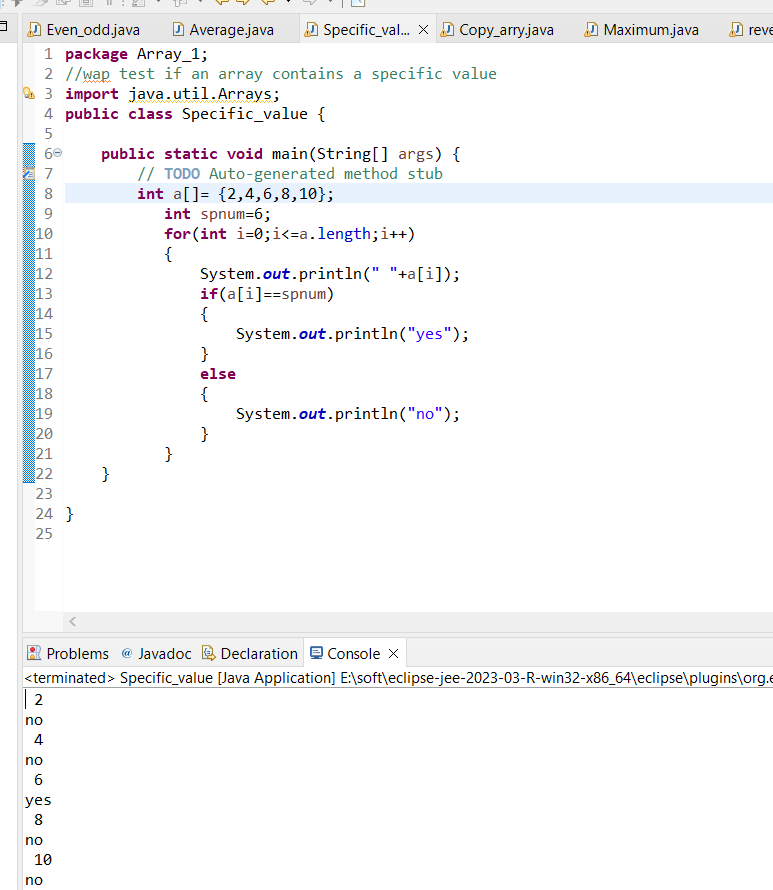 Even_odd.java Average.java Specific_val... Copy_arry.java Maximum.java reve
1 package Array_1;
2 //wap test if an array contains a specific value
3 import java.util.Arrays;
4 public class Specific_value {
5
6 public static void main(String[] args) {
7 // TODO Auto-generated method stub
8 int a[]= {2,4,6,8,10};
9 int spnum=6;
10 for(int i=0;i<=a.length;i++)
11 {
12 System.out.println(" "+a[i]);
13 if(a[i]==spnum)
14 {
15 System.out.println("yes");
16 }
17 else
18 {
19 System.out.println("no");
20 }
21 }
22 }
23
24 }
25
Problems @ Javadoc Declaration Console
<terminated> Specific_value [Java Application] E:\soft\eclipse-jee-2023-03-R-win32-x86_64\eclipse\plugins\org.e
2
no
4
no
6
yes
8
no
10
no